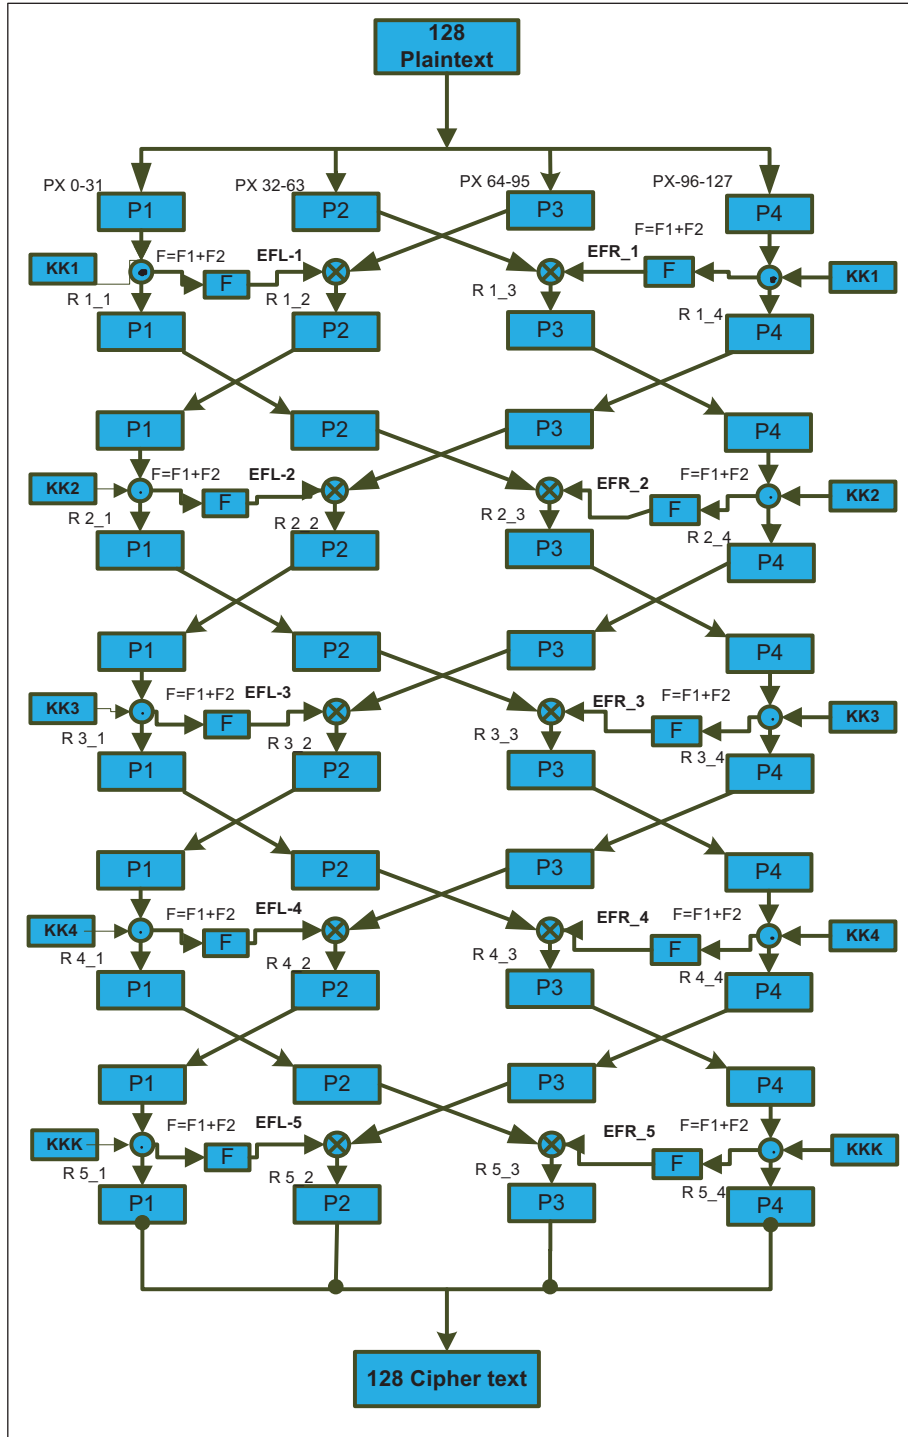 128
Plaintext
PX 0-31
PX 32-63
PX 64-95
PX-96-127
P1
P2
P3
P4
F=F1+F2
EFL-1
EFR_1
F=F1+F2
KK1
F
F
KK1
R 1_1
R 1_2
R 1_3
R 1_4
P1
P2
P3
P4
P1
P2
P3
P4
F=F1+F2
EFL-2
EFR_2
F=F1+F2
KK2
F
F
KK2
R 2_1
R 2_2
R 2_3
R 2_4
P1
P2
P3
P4
P1
P2
P3
P4
F=F1+F2
EFL-3
EFR_3
F=F1+F2
KK3
F
F
KK3
R 3_1
R 3_2
R 3_3
R 3_4
P1
P2
P3
P4
P1
P2
P3
P4
F=F1+F2
EFL-4
EFR_4
F=F1+F2
KK4
F
F
KK4
R 4_1
R 4_2
R 4_3
R 4_4
P1
P2
P3
P4
P1
P2
P3
P4
F=F1+F2
EFL-5
EFR_5
F=F1+F2
KKK
F
F
KKK
R 5_1
R 5_2
R 5_3
R 5_4
P1
P2
P3
P4
128 Cipher text